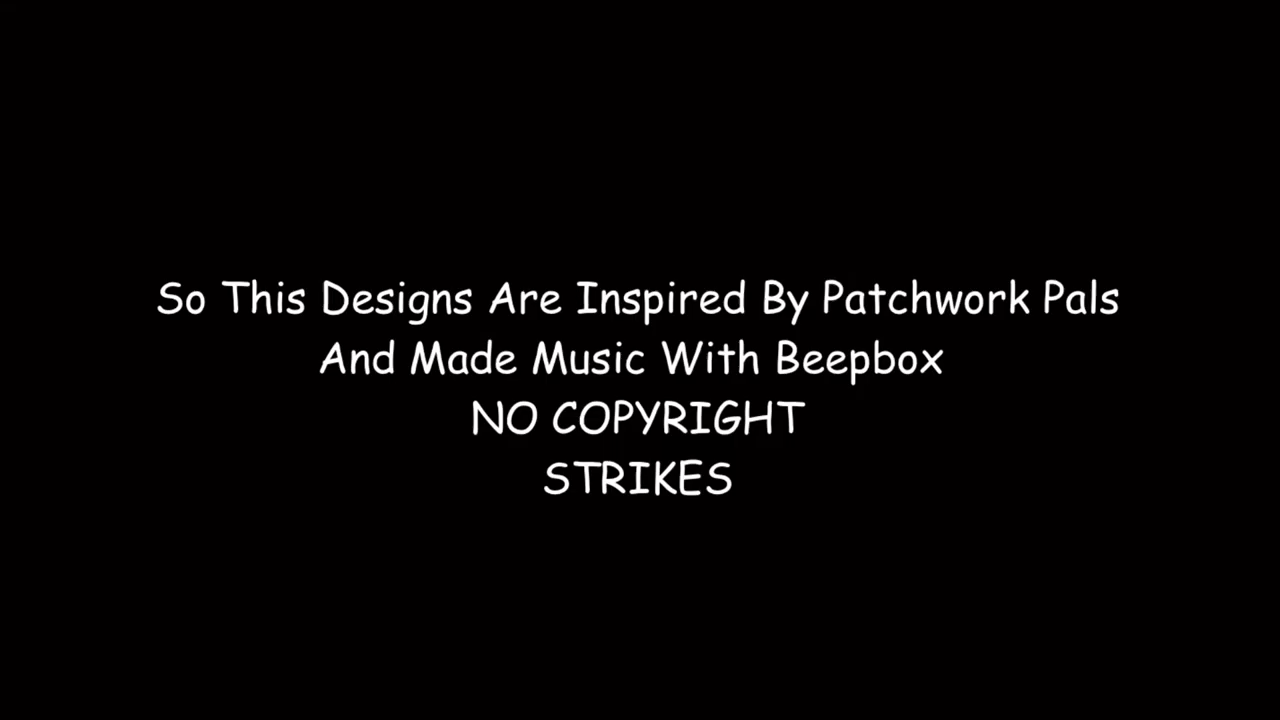 So This Designs Are Inspired By Patchwork Pals
And Made Music With Beepbox
NO COPYRIGHT
STRIKES